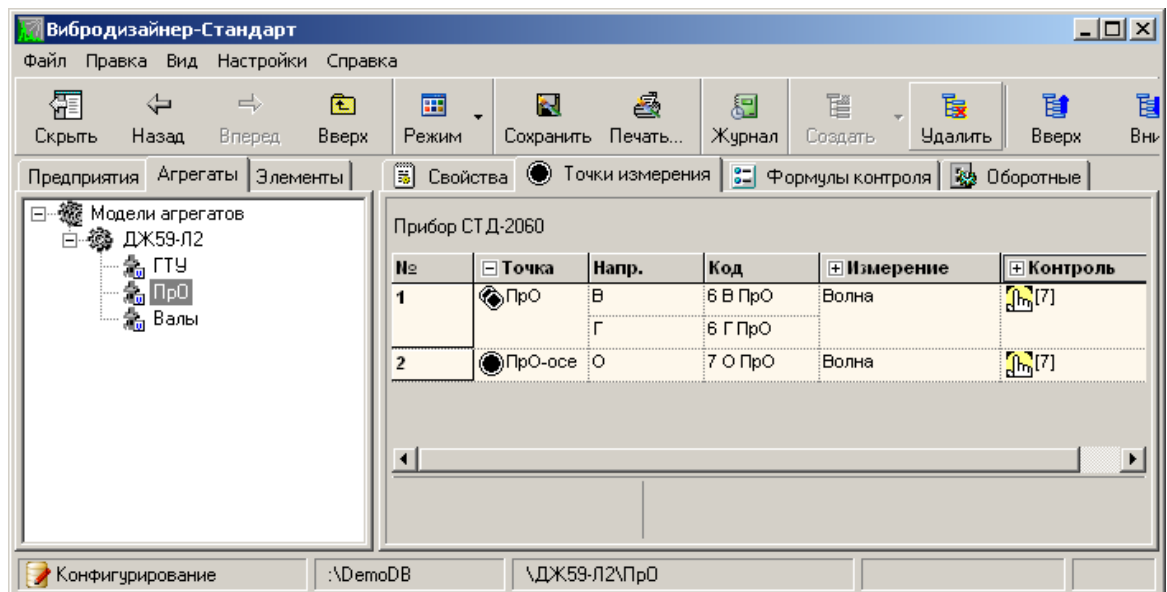 Вибродизайнер-Стандарт
Файл Правка Вид Настройки Справка
Скрыть Назад Вперед Вверх Режим Сохранить Печать... Журнал Создать Удалить Вверх Вни
Предприятия Агрегаты Элементы Свойства Точки измерения Формулы контроля Оборотные
Модели агрегатов
ДЖ59-Л2
ГТУ
ПрО
Валы
Прибор СТД-2060
№ Точка Напр. Код Измерение Контроль
1 ПрО В 6 В ПрО Волна [7]
Г 6 Г ПрО
2 ПрО-осе О 7 О ПрО Волна [7]
Конфигурирование :\DemoDB \ДЖ59-Л2\ПрО